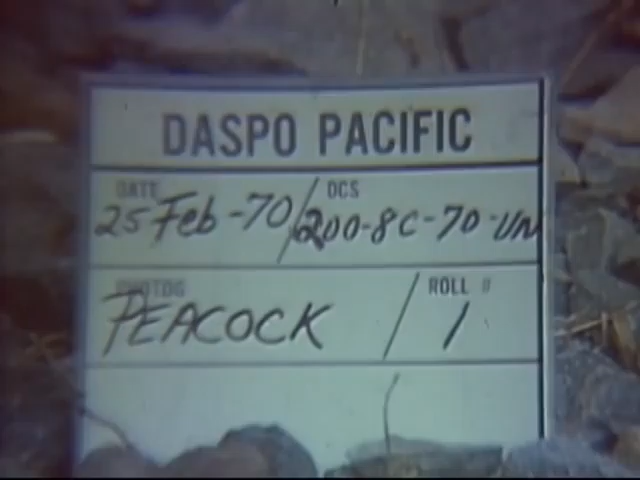 DASPO PACIFIC
DATE DCS
25 Feb-70/200-8C-70-UN
PHOTOG ROLL #
PEACOCK / 1